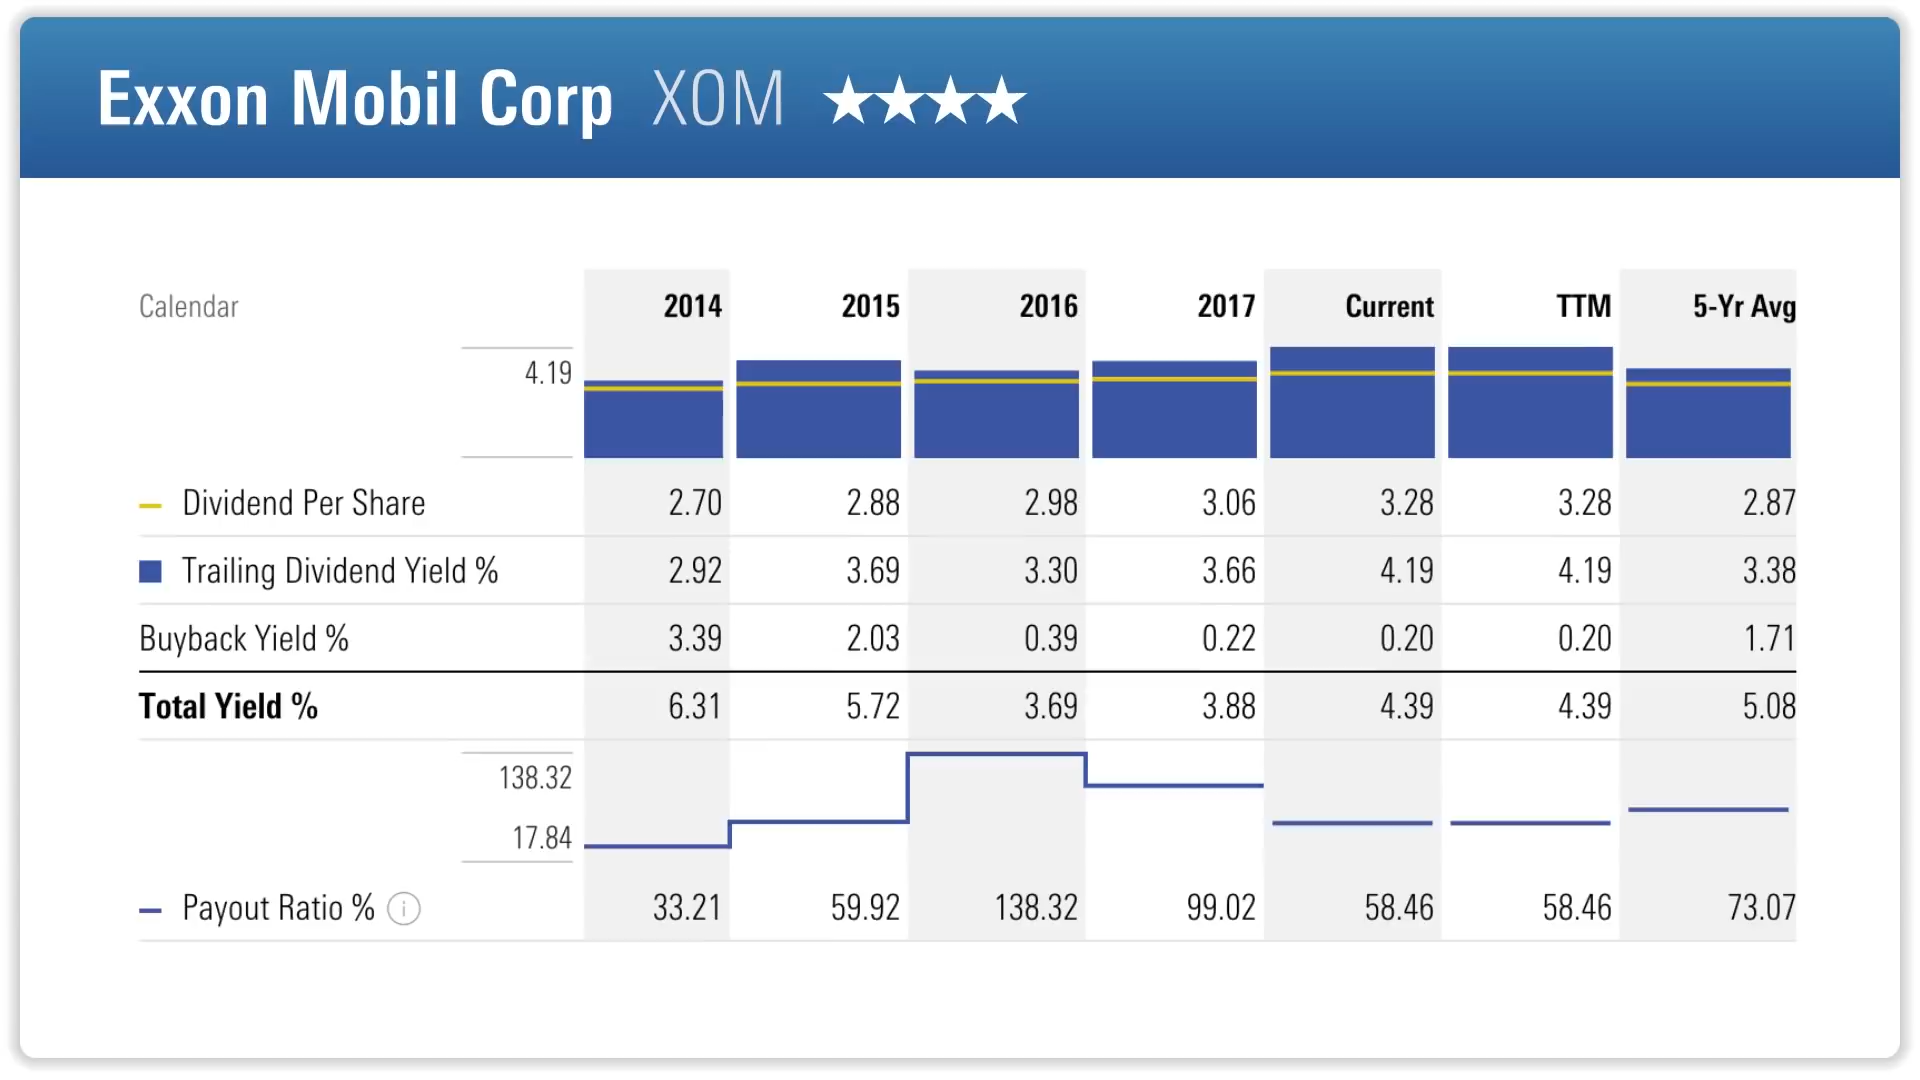 Exxon Mobil Corp XOM ★★★★
Calendar 2014 2015 2016 2017 Current TTM 5-Yr Avg
4.19
Dividend Per Share 2.70 2.88 2.98 3.06 3.28 3.28 2.87
Trailing Dividend Yield % 2.92 3.69 3.30 3.66 4.19 4.19 3.38
Buyback Yield % 3.39 2.03 0.39 0.22 0.20 0.20 1.71
Total Yield % 6.31 5.72 3.69 3.88 4.39 4.39 5.08
138.32
17.84
Payout Ratio % i 33.21 59.92 138.32 99.02 58.46 58.46 73.07